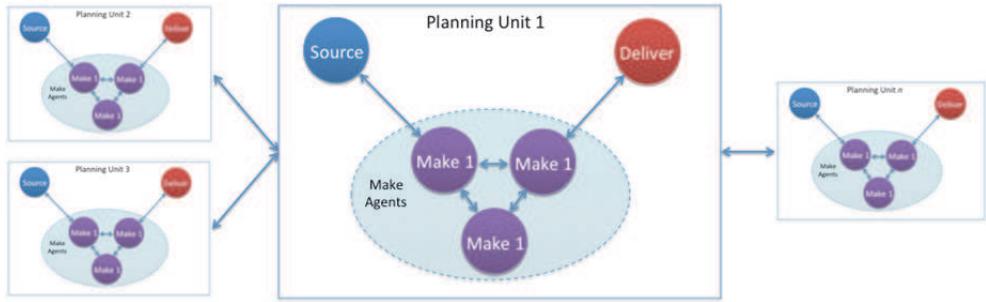 Planning Unit 2
Source
Deliver
Make 1
Make 1
Make
Agents
Make 1
Planning Unit 3
Source
Deliver
Make 1
Make 1
Make
Agents
Make 1
Planning Unit 1
Source
Deliver
Make 1
Make 1
Make
Agents
Make 1
Planning Unit n
Source
Deliver
Make 1
Make 1
Make
Agents
Make 1